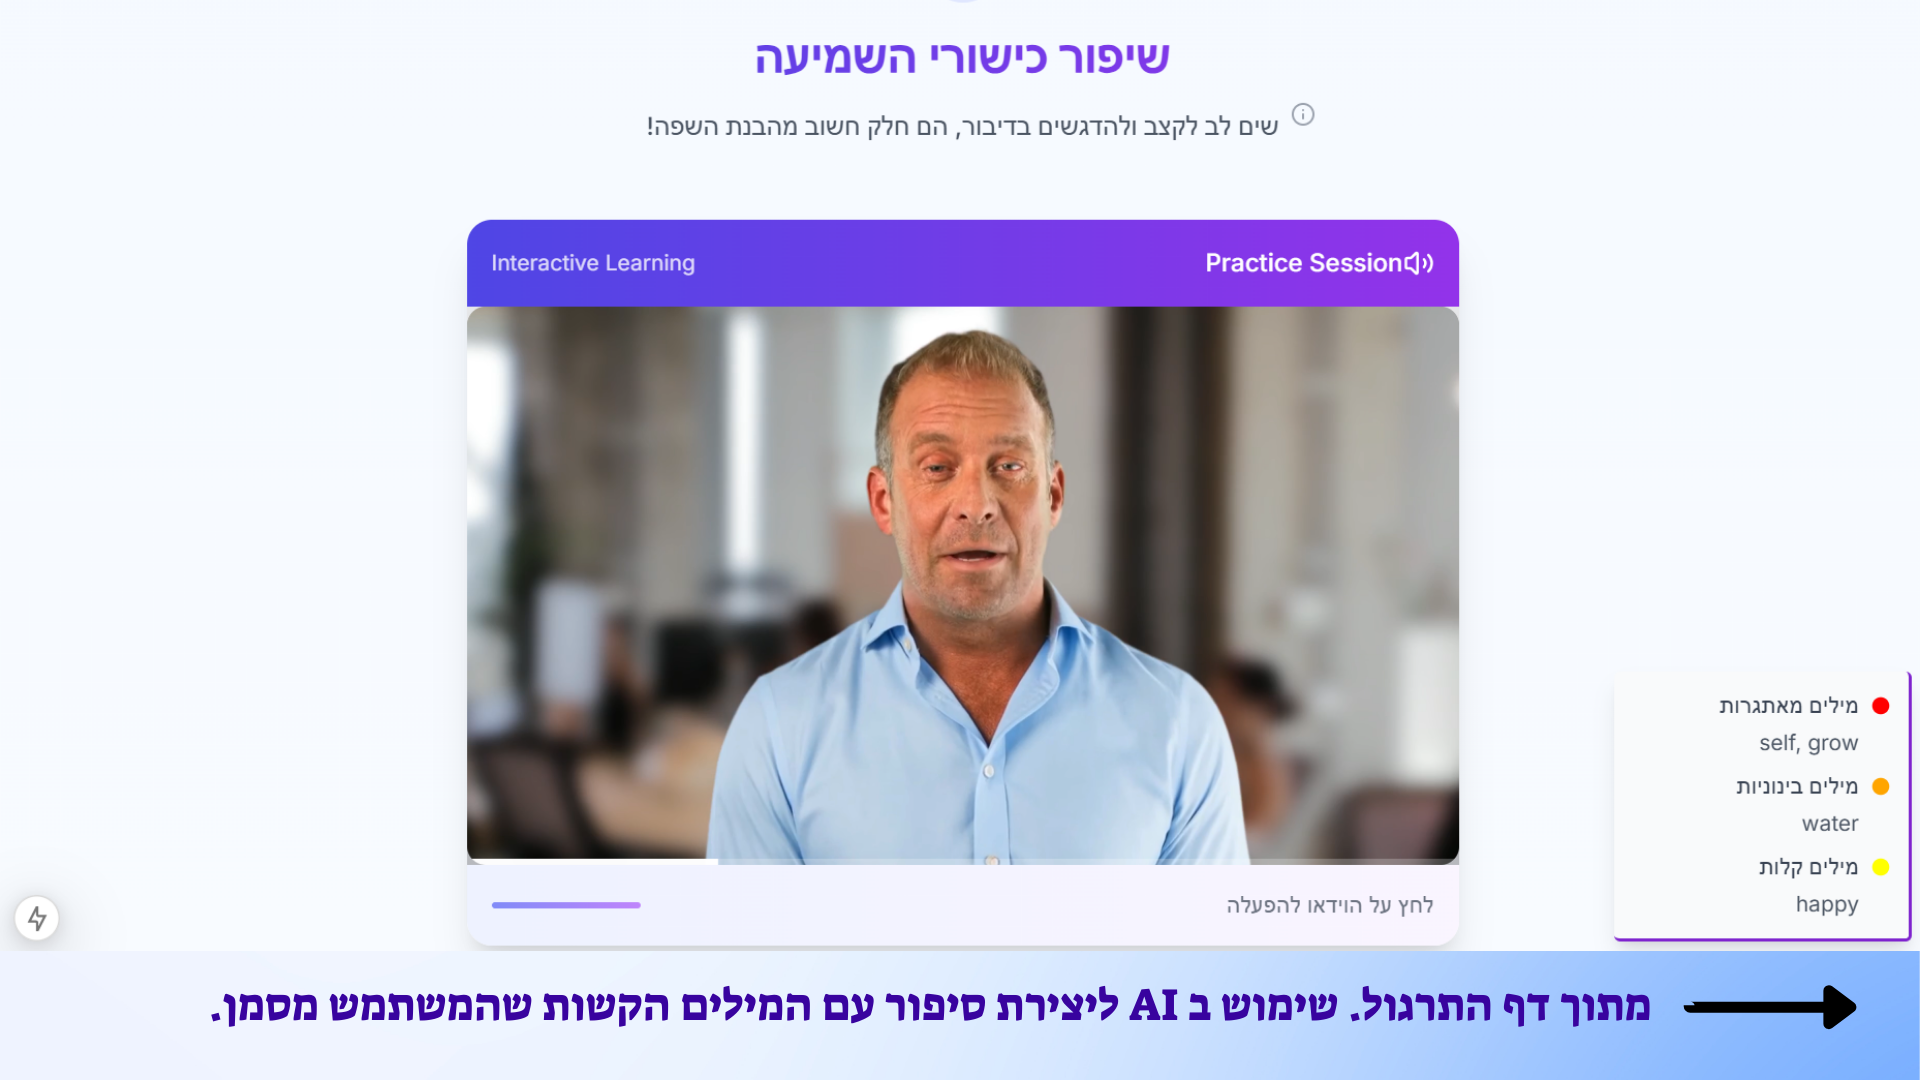 שיפור כישורי השמיעה
שים לב לקצב ולהדגשים בדיבור, הם חלק חשוב מהבנת השפה!
Practice Session
Interactive Learning
לחץ על הוידאו להפעלה
מילים מאתגרות
self, grow
מילים בינוניות
water
מילים קלות
happy
מתוך דף התרגול. שימוש ב AI ליצירת סיפור עם המילים הקשות שהמשתמש מסמן.